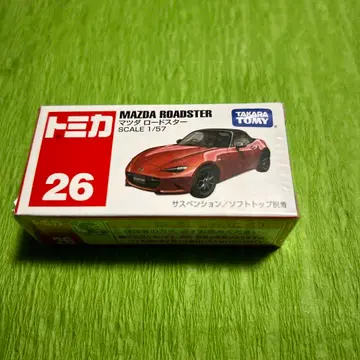 トミカ
26
MAZDA ROADSTER
マツダ ロードスター
SCALE 1/57
TAKARA
TOMY
サスペンション/ソフトトップ脱着
26